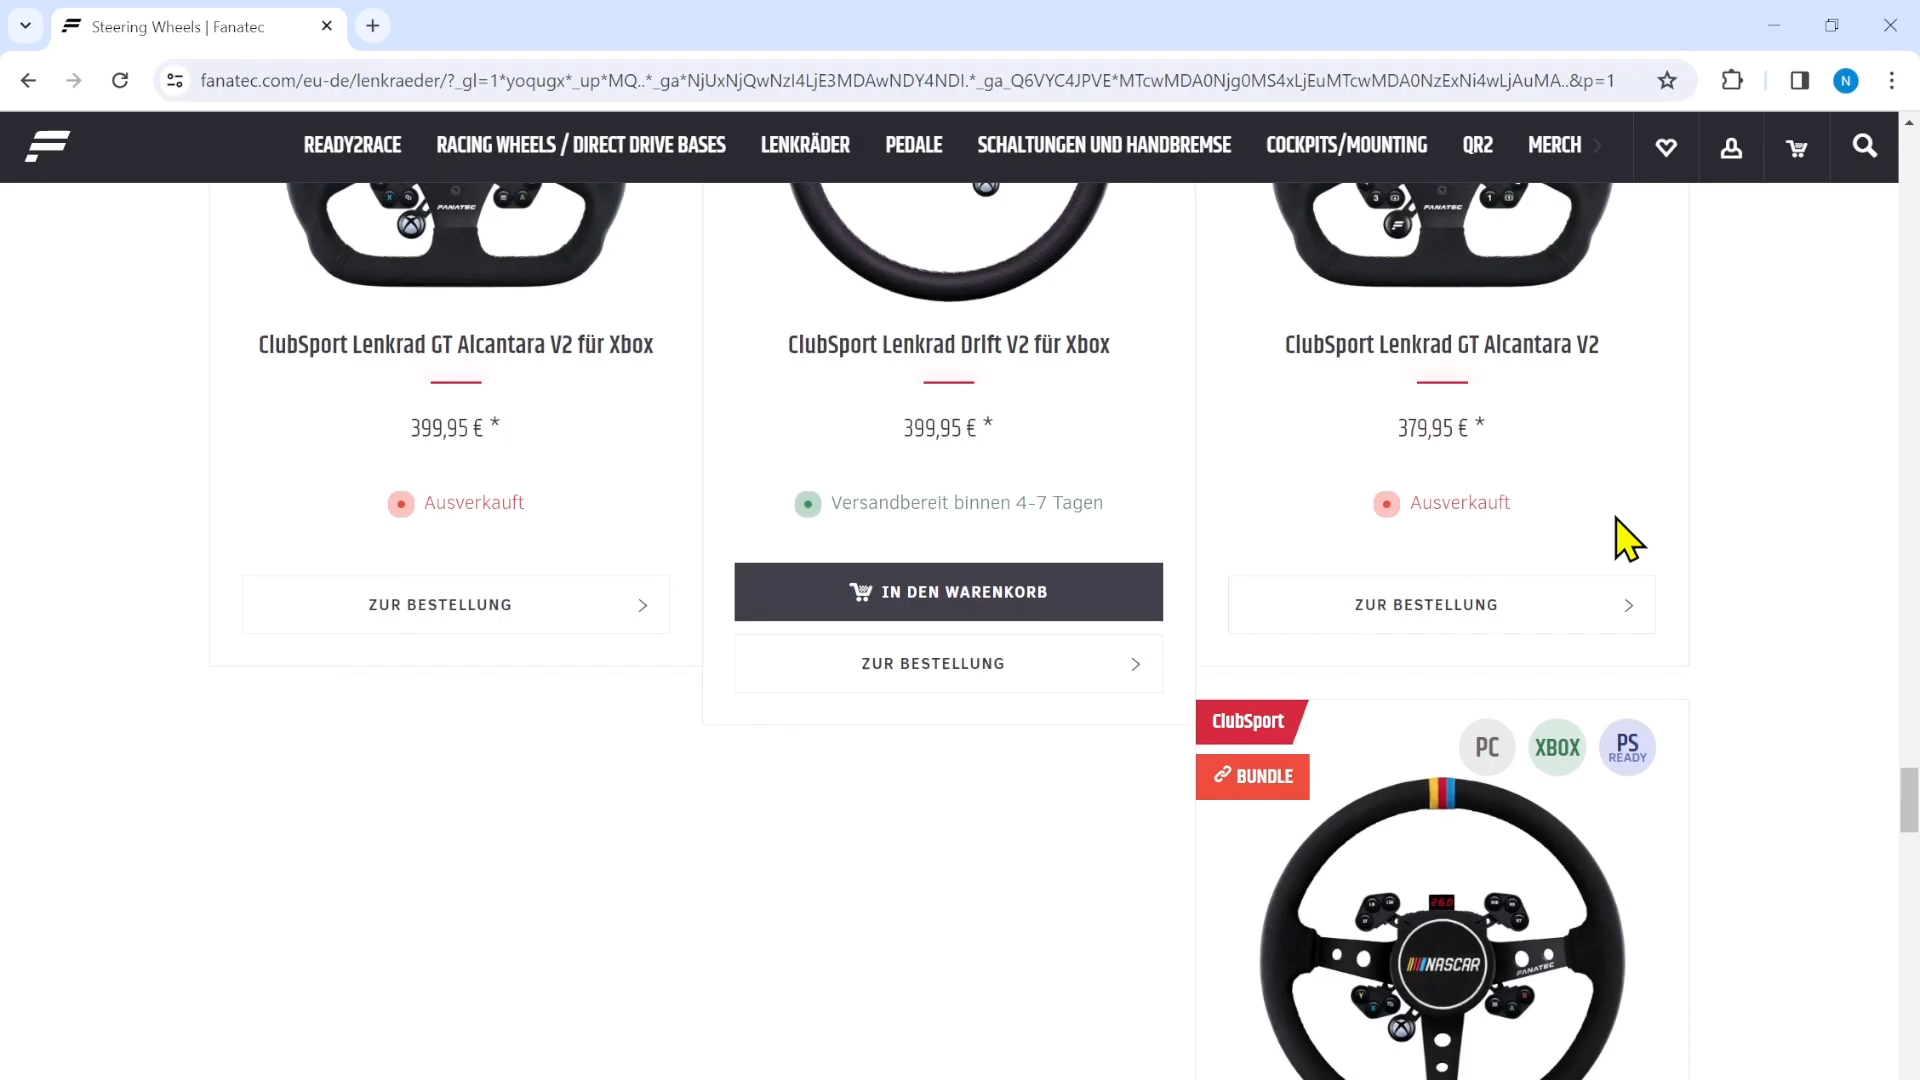 Steering Wheels | Fanatec
fanatec.com/eu-de/lenkraeder/?_gl=1*yoqugx*_up*MQ..*_ga*NjUxNjQwNzI4LjE3MDAwNDY4NDI.*_ga_Q6VYC4JPVE*MTcwMDA0Njg0MS4xLjEuMTcwMDA0NzExNi4wLjAuMA..&p=1
N
READY2RACE RACING WHEELS / DIRECT DRIVE BASES LENKRÄDER PEDALE SCHALTUNGEN UND HANDBREMSE COCKPITS/MOUNTING QR2 MERCH
FANATEC
FANATEC
ClubSport Lenkrad GT Alcantara V2 für Xbox
399,95 € *
Ausverkauft
ZUR BESTELLUNG
ClubSport Lenkrad Drift V2 für Xbox
399,95 € *
Versandbereit binnen 4-7 Tagen
IN DEN WARENKORB
ZUR BESTELLUNG
ClubSport Lenkrad GT Alcantara V2
379,95 € *
Ausverkauft
ZUR BESTELLUNG
ClubSport
BUNDLE
PC XBOX PS READY
260
NASCAR
FANATEC